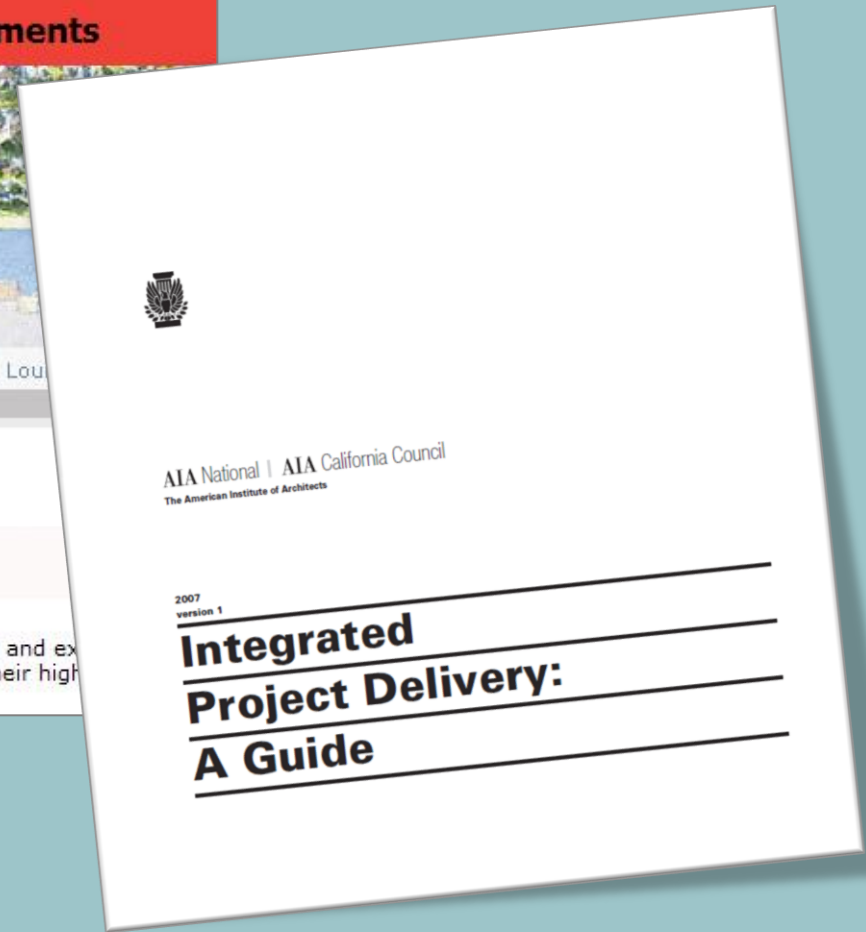 ments
Lou
and ex
eir high
AIA National | AIA California Council
The American Institute of Architects
2007
version 1
Integrated
Project Delivery:
A Guide